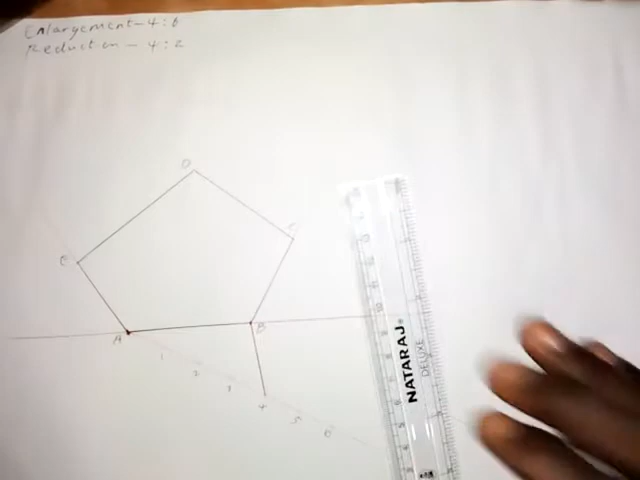 Enlargement - 4:6
Reduction - 4:2
D
C
E
A
B
1
2
3
4
5
6
NATARAJ
DELUXE